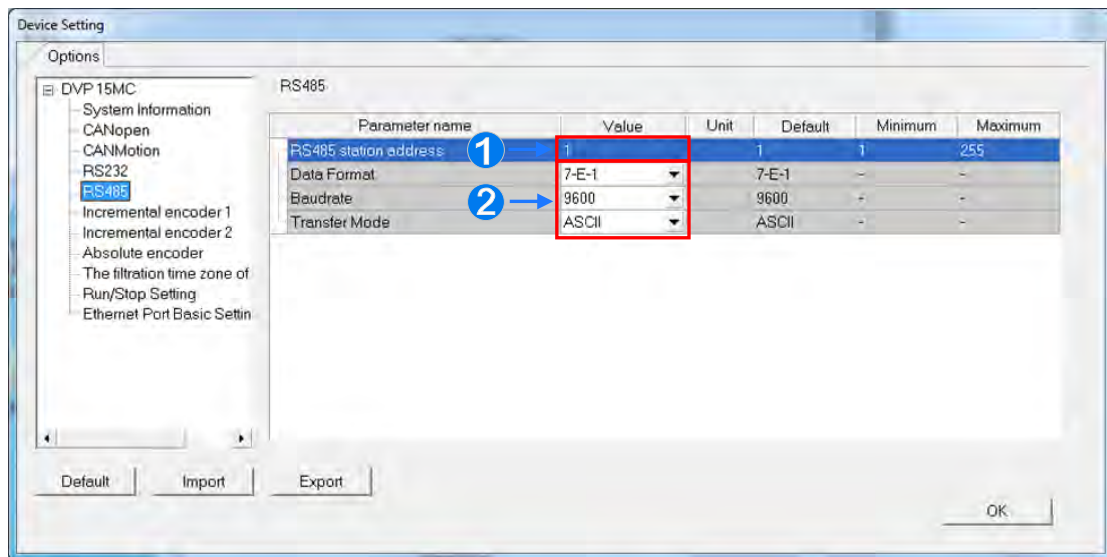 Device Setting
Options
DVP 15MC
System Information
CANopen
CANMotion
RS232
RS485
Incremental encoder 1
Incremental encoder 2
Absolute encoder
The filtration time zone of
Run/Stop Setting
Ethernet Port Basic Settin
RS485
Parameter name Value Unit Default Minimum Maximum
RS485 station address 1 1 1 1 255
Data Format 7-E-1 7-E-1 - -
Baudrate 2 9600 9600 - -
Transfer Mode ASCII ASCII - -
Default Import Export
OK